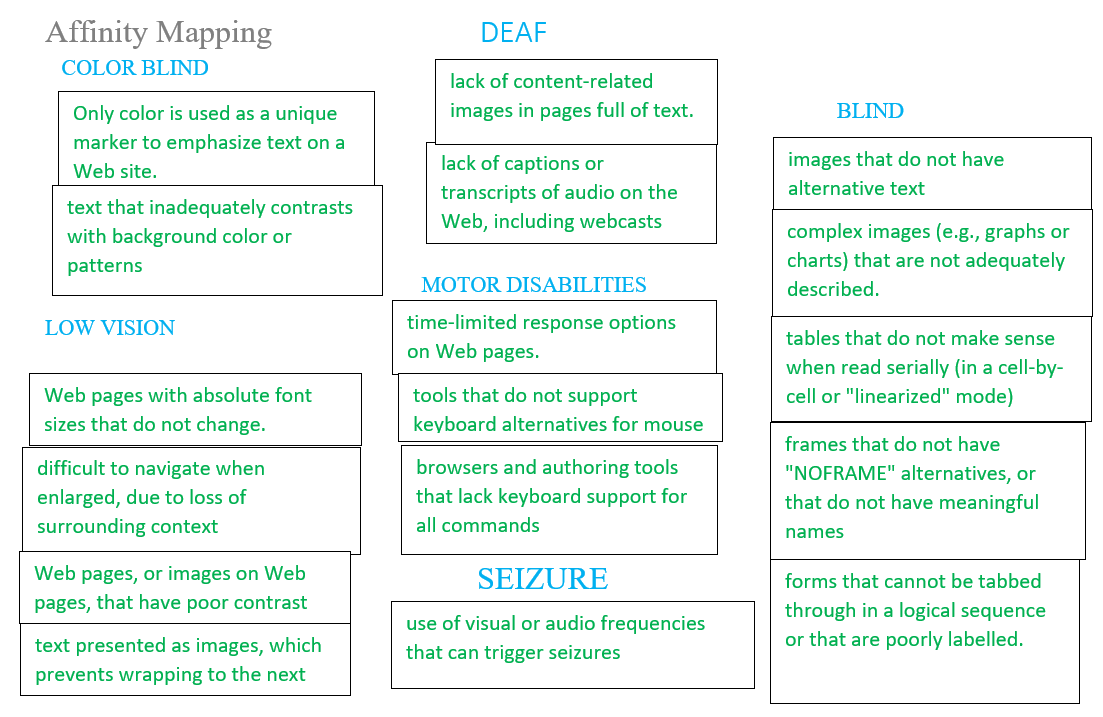 Affinity Mapping
COLOR BLIND
Only color is used as a unique
marker to emphasize text on a
Web site.
text that inadequately contrasts
with background color or
patterns
LOW VISION
Web pages with absolute font
sizes that do not change.
difficult to navigate when
enlarged, due to loss of
surrounding context
Web pages, or images on Web
pages, that have poor contrast
text presented as images, which
prevents wrapping to the next
DEAF
lack of content-related
images in pages full of text.
lack of captions or
transcripts of audio on the
Web, including webcasts
MOTOR DISABILITIES
time-limited response options
on Web pages.
tools that do not support
keyboard alternatives for mouse
browsers and authoring tools
that lack keyboard support for
all commands
SEIZURE
use of visual or audio frequencies
that can trigger seizures
BLIND
images that do not have
alternative text
complex images (e.g., graphs or
charts) that are not adequately
described.
tables that do not make sense
when read serially (in a cell-by-
cell or "linearized" mode)
frames that do not have
"NOFRAME" alternatives, or
that do not have meaningful
names
forms that cannot be tabbed
through in a logical sequence
or that are poorly labelled.